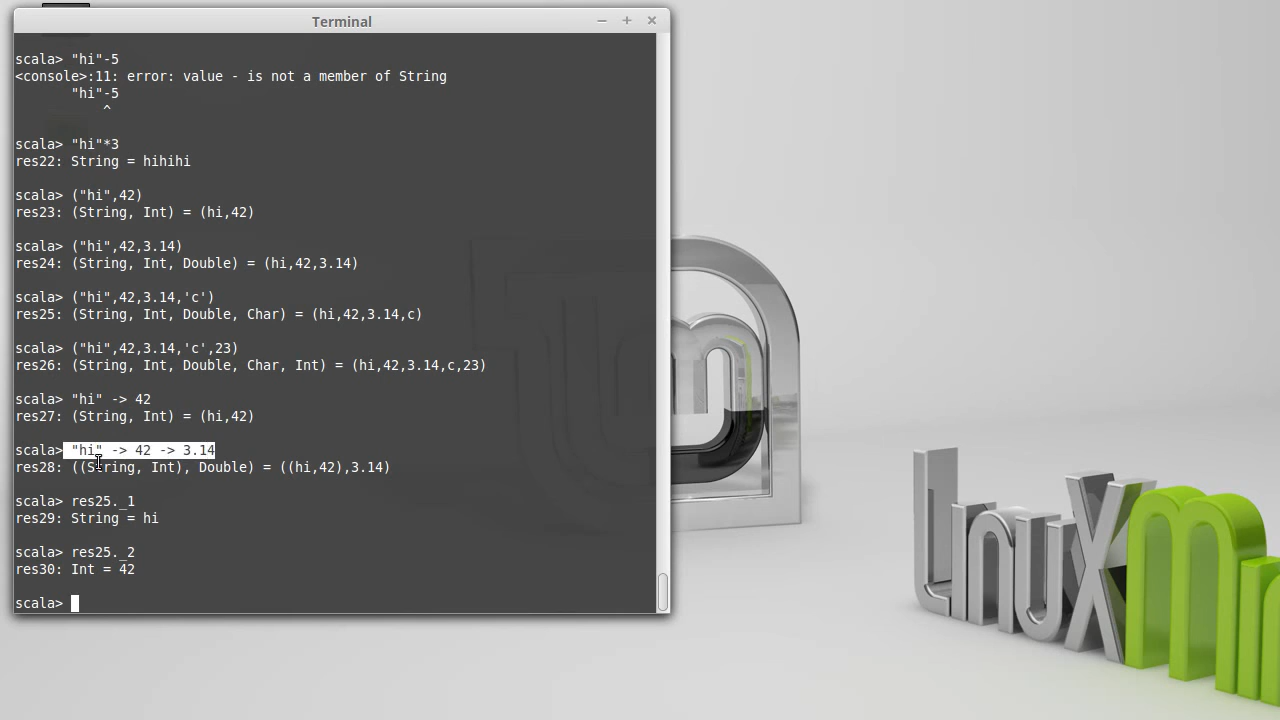 Terminal
scala> "hi"-5
<console>:11: error: value - is not a member of String
       "hi"-5
           ^
scala> "hi"*3
res22: String = hihihi
scala> ("hi",42)
res23: (String, Int) = (hi,42)
scala> ("hi",42,3.14)
res24: (String, Int, Double) = (hi,42,3.14)
scala> ("hi",42,3.14,'c')
res25: (String, Int, Double, Char) = (hi,42,3.14,c)
scala> ("hi",42,3.14,'c',23)
res26: (String, Int, Double, Char, Int) = (hi,42,3.14,c,23)
scala> "hi" -> 42
res27: (String, Int) = (hi,42)
scala> "hi" -> 42 -> 3.14
res28: ((String, Int), Double) = ((hi,42),3.14)
scala> res25._1
res29: String = hi
scala> res25._2
res30: Int = 42
scala>
LinuxMin